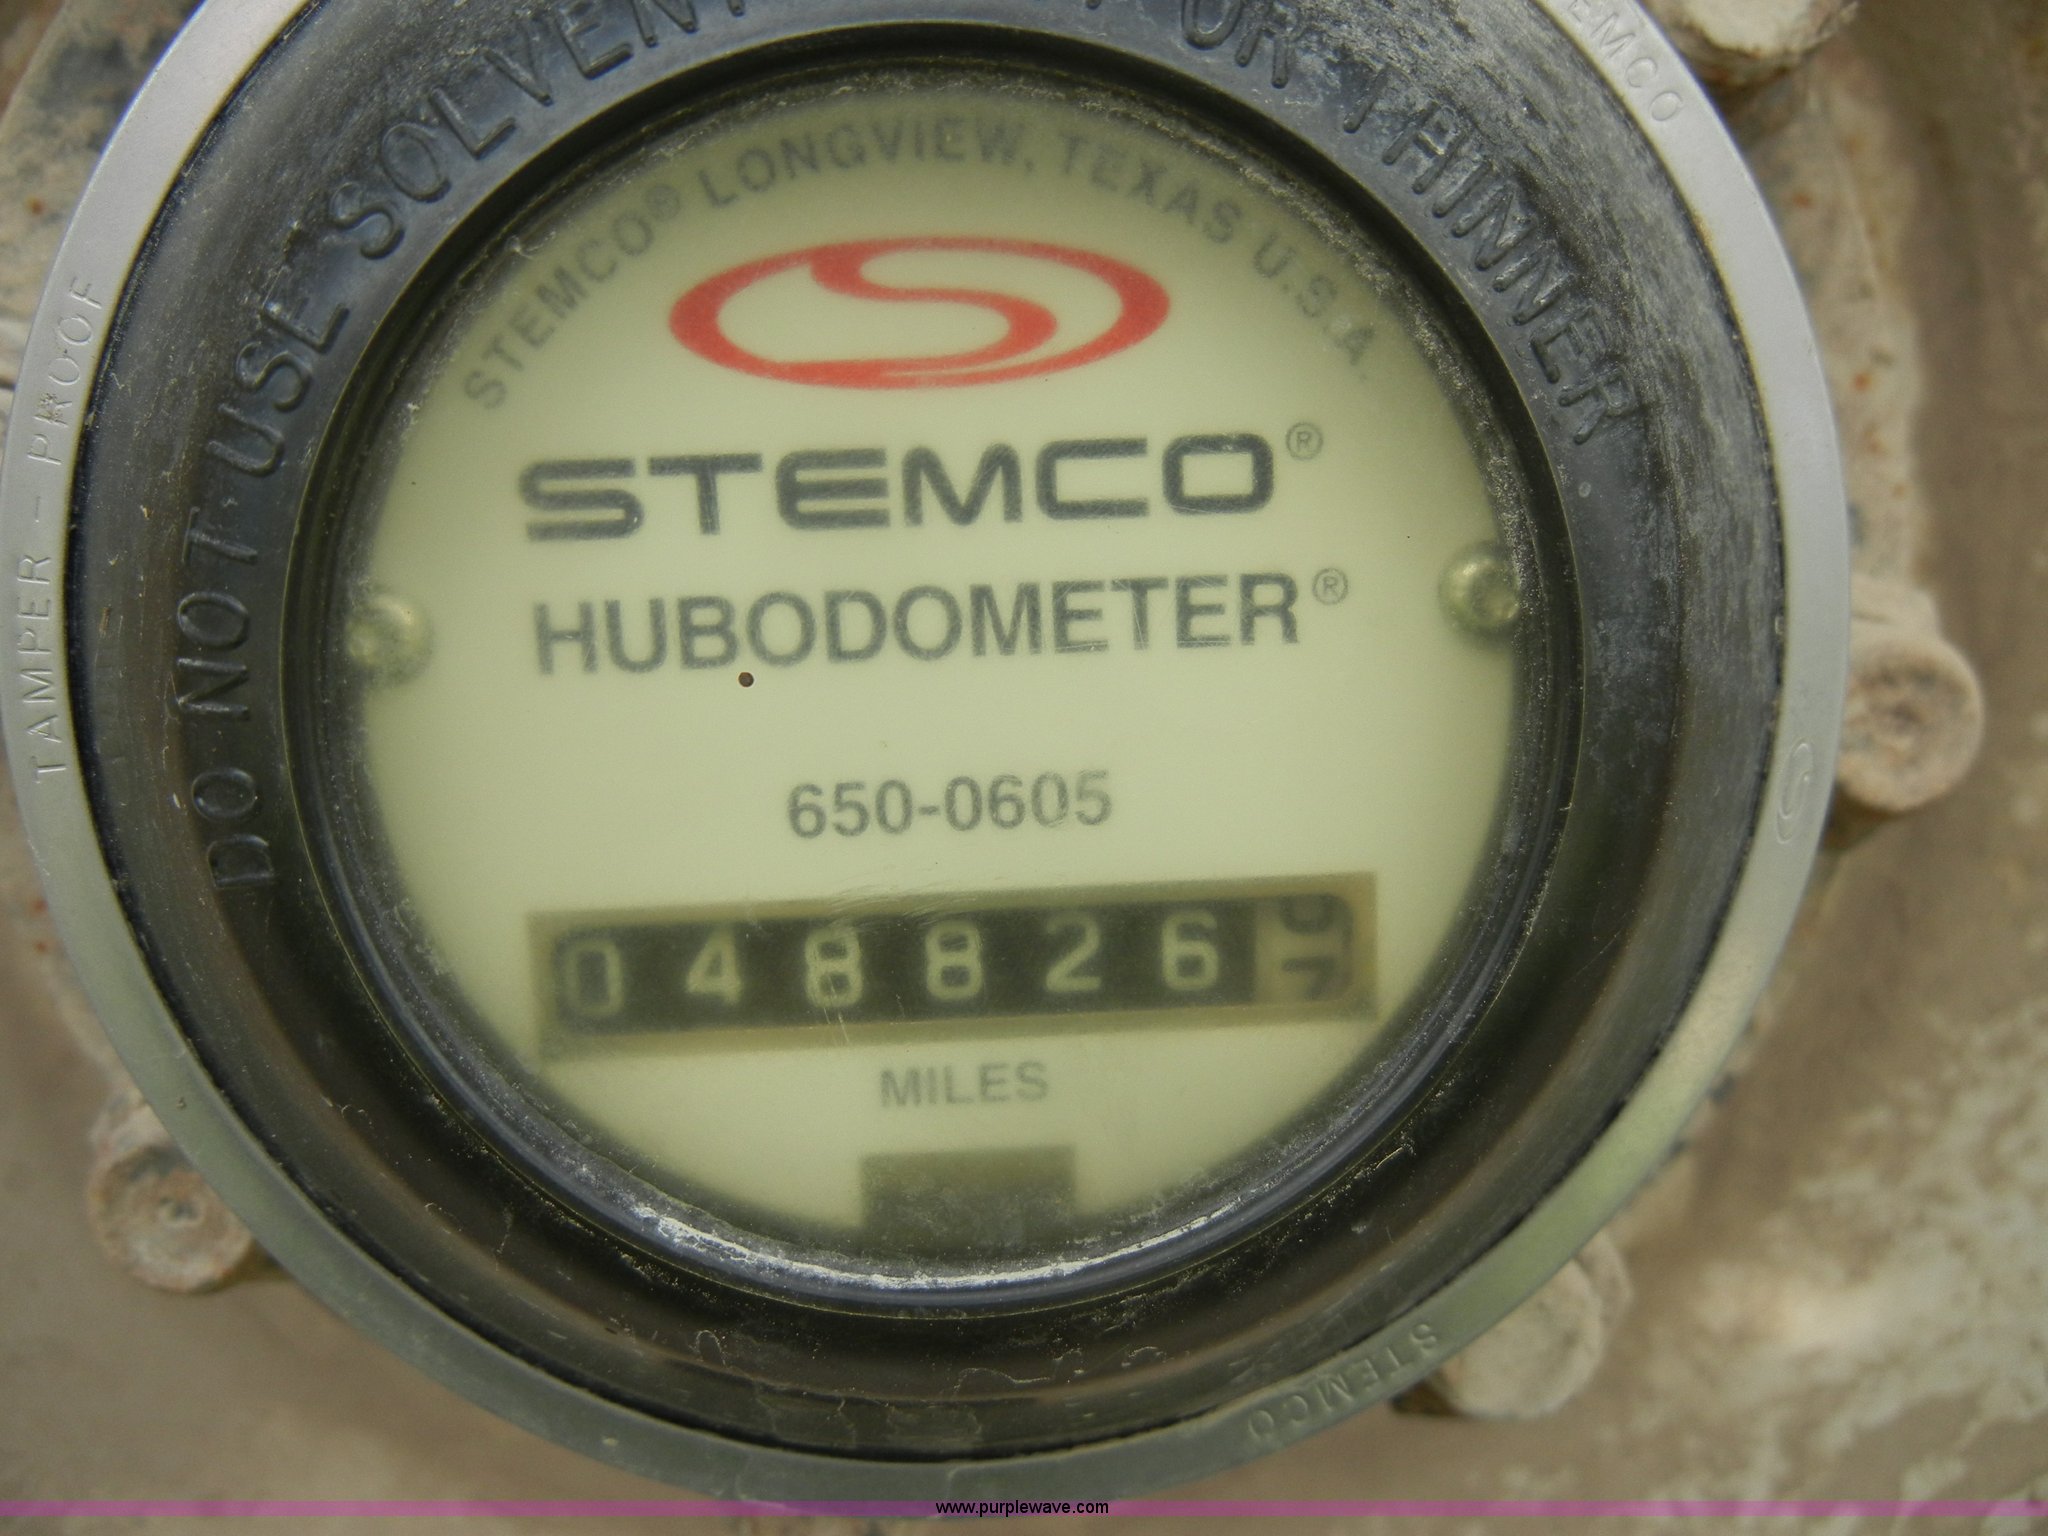 DO NOT USE SOLVENT OR THINNER
TAMPER - PROOF
STEMCO
STEMCO® LONGVIEW, TEXAS U.S.A.
STEMCO®
HUBODOMETER®
650-0605
048826
MILES
STEMCO
www.purplewave.com